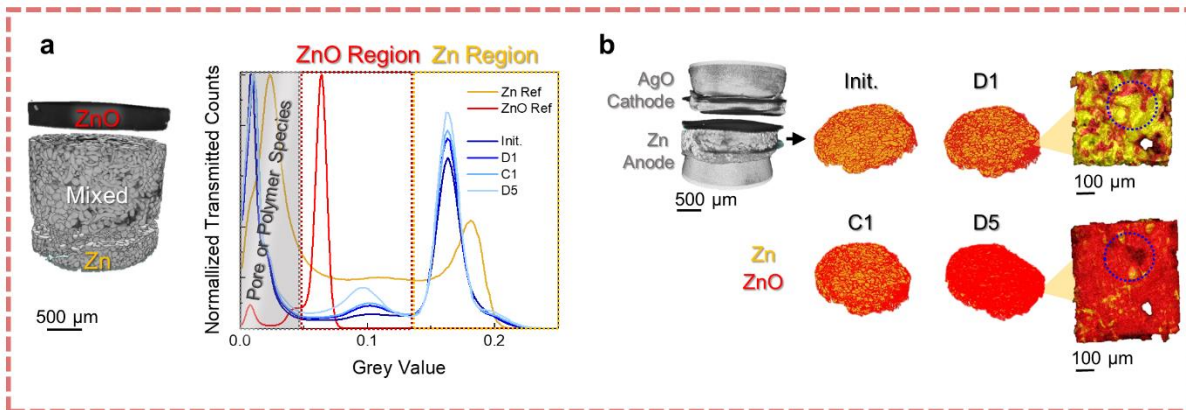 a
ZnO
Mixed
Zn
500 µm
ZnO Region
Zn Region
Normallized Transmitted Counts
Pore or Polymer Species
Zn Ref
ZnO Ref
Init.
D1
C1
D5
0.0
0.1
0.2
Grey Value
b
AgO
Cathode
Zn
Anode
500 µm
Init.
D1
100 µm
C1
D5
Zn
ZnO
100 µm